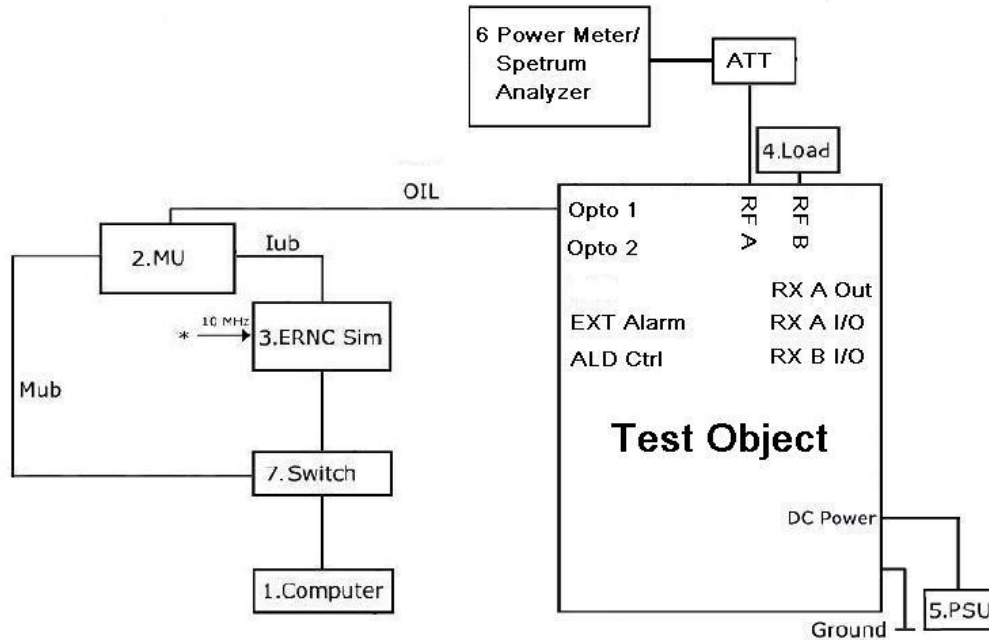 6 Power Meter/
Spetrum
Analyzer
ATT
4.Load
OIL
Opto 1
RF A
RF B
Opto 2
2.MU
Iub
RX A Out
* 10 MHz
3.ERNC Sim
EXT Alarm
RX A I/O
ALD Ctrl
RX B I/O
Mub
Test Object
7.Switch
DC Power
1.Computer
5.PSU
Ground